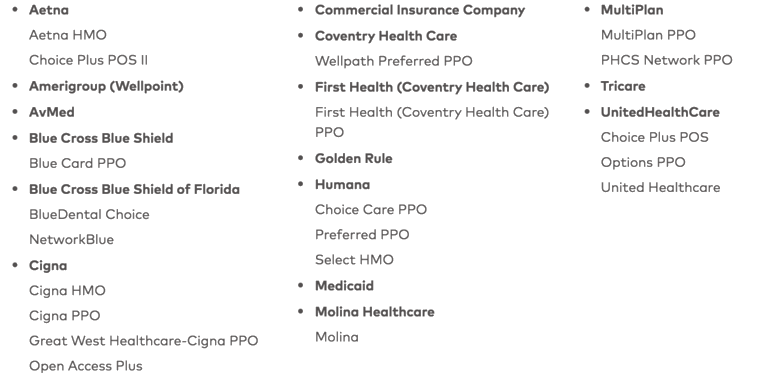 Aetna
Aetna HMO
Choice Plus POS II
Amerigroup (Wellpoint)
AvMed
Blue Cross Blue Shield
Blue Card PPO
Blue Cross Blue Shield of Florida
BlueDental Choice
NetworkBlue
Cigna
Cigna HMO
Cigna PPO
Great West Healthcare-Cigna PPO
Open Access Plus
Commercial Insurance Company
Coventry Health Care
Wellpath Preferred PPO
First Health (Coventry Health Care)
First Health (Coventry Health Care)
PPO
Golden Rule
Humana
Choice Care PPO
Preferred PPO
Select HMO
Medicaid
Molina Healthcare
Molina
MultiPlan
MultiPlan PPO
PHCS Network PPO
Tricare
UnitedHealthCare
Choice Plus POS
Options PPO
United Healthcare